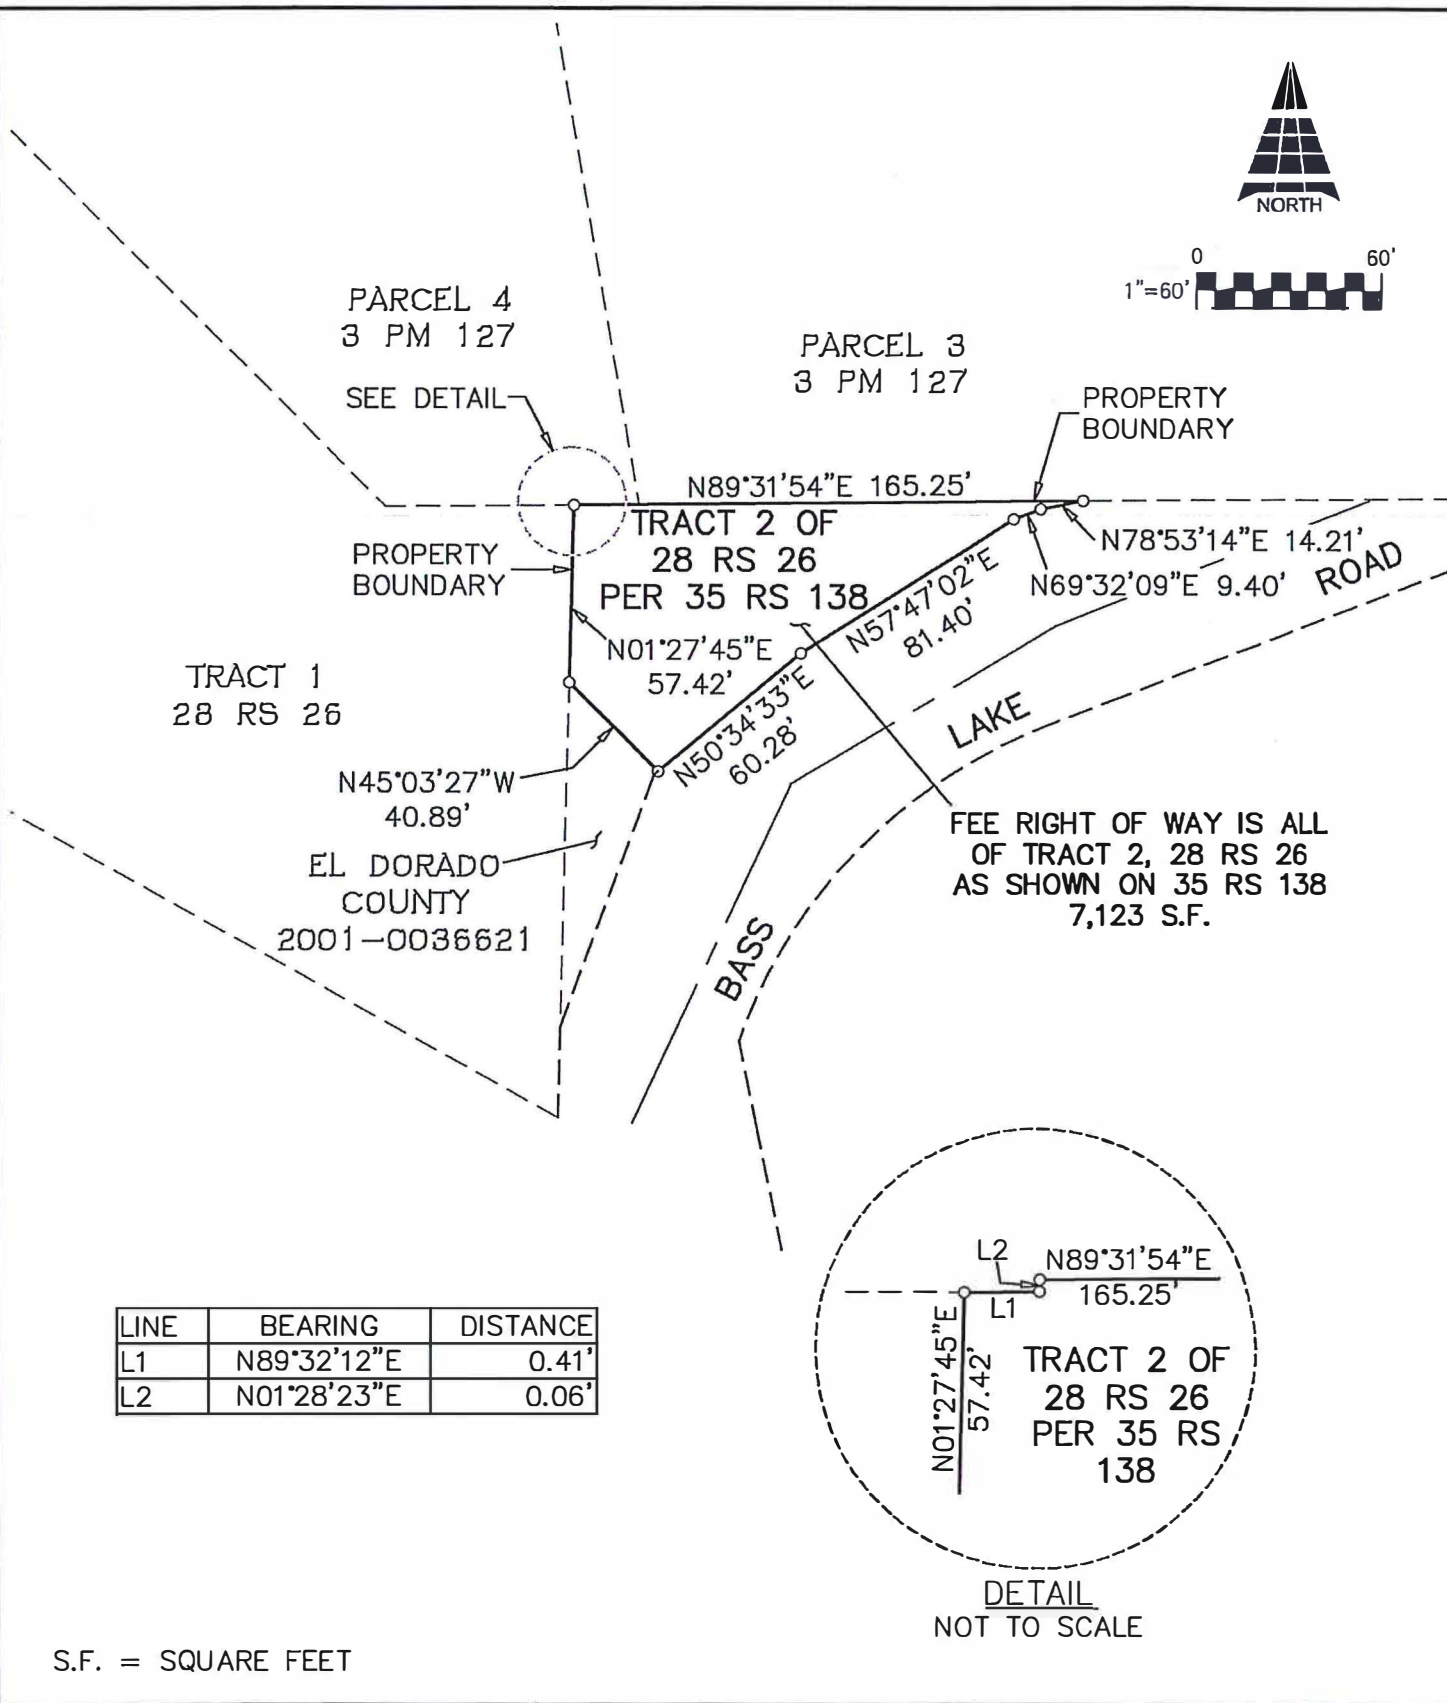 NORTH
0 60'
1"=60'
PARCEL 4
3 PM 127
SEE DETAIL
PARCEL 3
3 PM 127
PROPERTY
BOUNDARY
N89°31'54"E 165.25'
TRACT 2 OF
28 RS 26
PER 35 RS 138
PROPERTY
BOUNDARY
N78°53'14"E 14.21'
N69°32'09"E 9.40'
N57°47'02"E
81.40'
N01°27'45"E
57.42'
TRACT 1
28 RS 26
N50°34'33"E
60.28'
N45°03'27"W
40.89'
BASS LAKE ROAD
EL DORADO
COUNTY
2001-0036621
FEE RIGHT OF WAY IS ALL
OF TRACT 2, 28 RS 26
AS SHOWN ON 35 RS 138
7,123 S.F.
LINE BEARING DISTANCE
L1 N89°32'12"E 0.41'
L2 N01°28'23"E 0.06'
L2
N89°31'54"E
165.25'
L1
N01°27'45"E
57.42'
TRACT 2 OF
28 RS 26
PER 35 RS
138
DETAIL
NOT TO SCALE
S.F. = SQUARE FEET